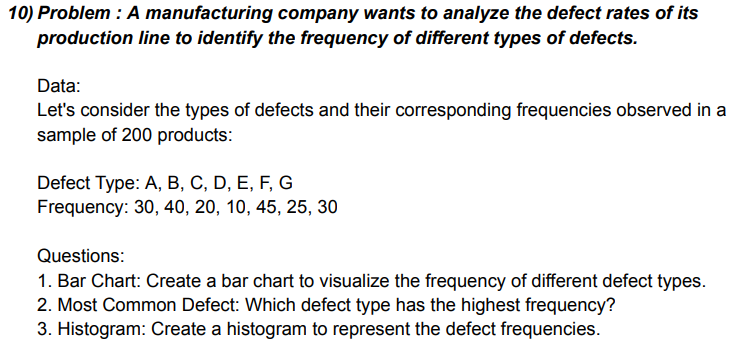 10) Problem : A manufacturing company wants to analyze the defect rates of its
production line to identify the frequency of different types of defects.
Data:
Let's consider the types of defects and their corresponding frequencies observed in a
sample of 200 products:
Defect Type: A, B, C, D, E, F, G
Frequency: 30, 40, 20, 10, 45, 25, 30
Questions:
1. Bar Chart: Create a bar chart to visualize the frequency of different defect types.
2. Most Common Defect: Which defect type has the highest frequency?
3. Histogram: Create a histogram to represent the defect frequencies.